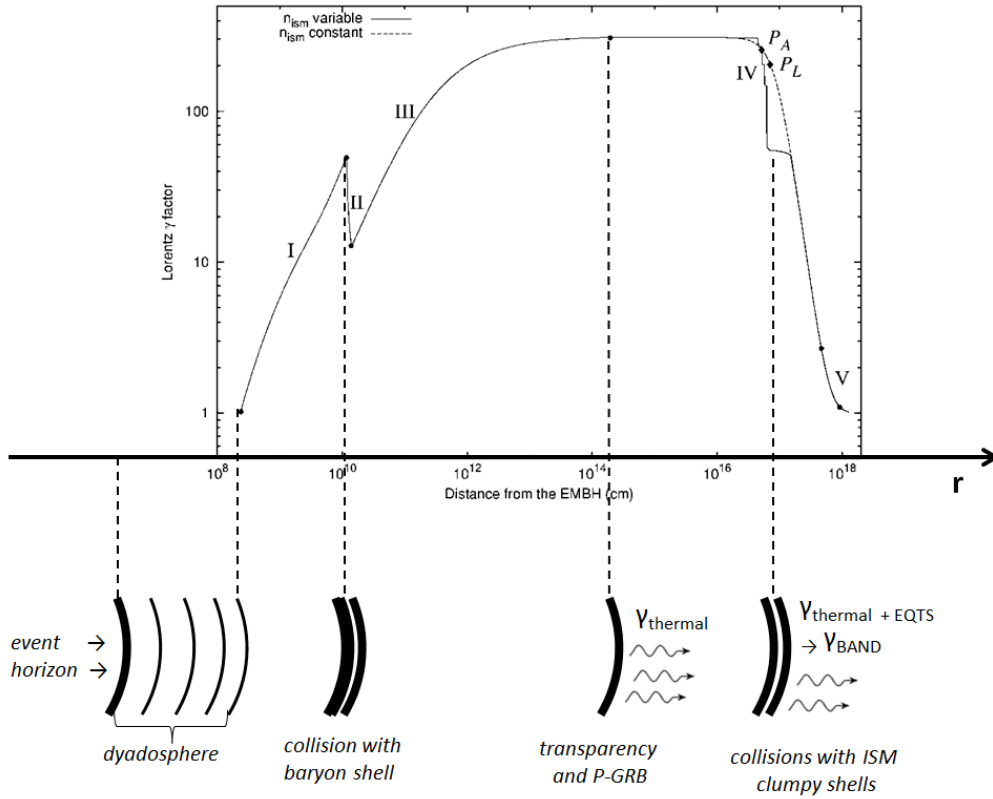 n_ism variable
n_ism constant
P_A
P_L
IV
100
III
II
10
I
V
1
Lorentz γ factor
10^8
10^10
10^12
10^14
10^16
10^18
Distance from the EMBH (cm)
r
event →
horizon →
γ_thermal
γ_thermal + EQTS
→ γ_BAND
dyadosphere
collision with
baryon shell
transparency
and P-GRB
collisions with ISM
clumpy shells